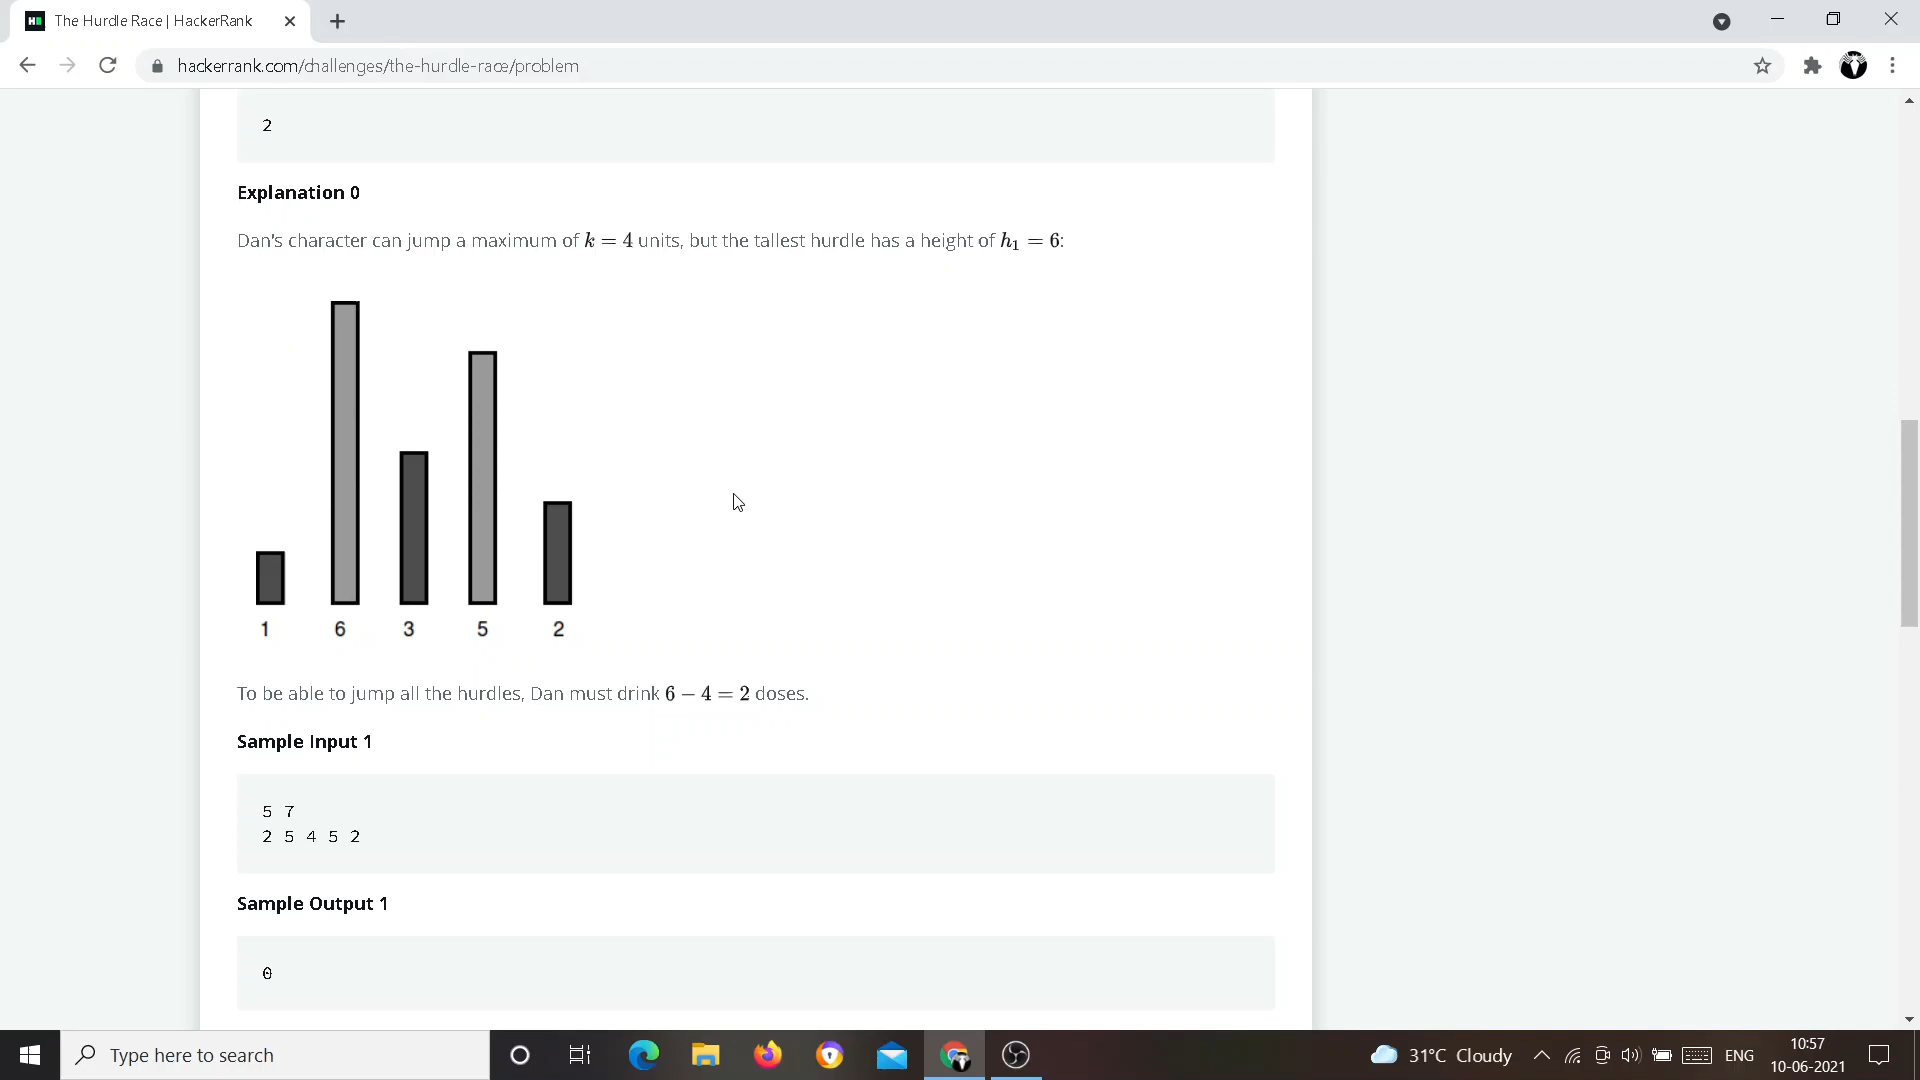 The Hurdle Race | HackerRank
hackerrank.com/challenges/the-hurdle-race/problem
2
Explanation 0
Dan's character can jump a maximum of k = 4 units, but the tallest hurdle has a height of h₁ = 6:
1 6 3 5 2
To be able to jump all the hurdles, Dan must drink 6 − 4 = 2 doses.
Sample Input 1
5 7
2 5 4 5 2
Sample Output 1
0
Type here to search
31°C Cloudy
ENG
10:57
10-06-2021